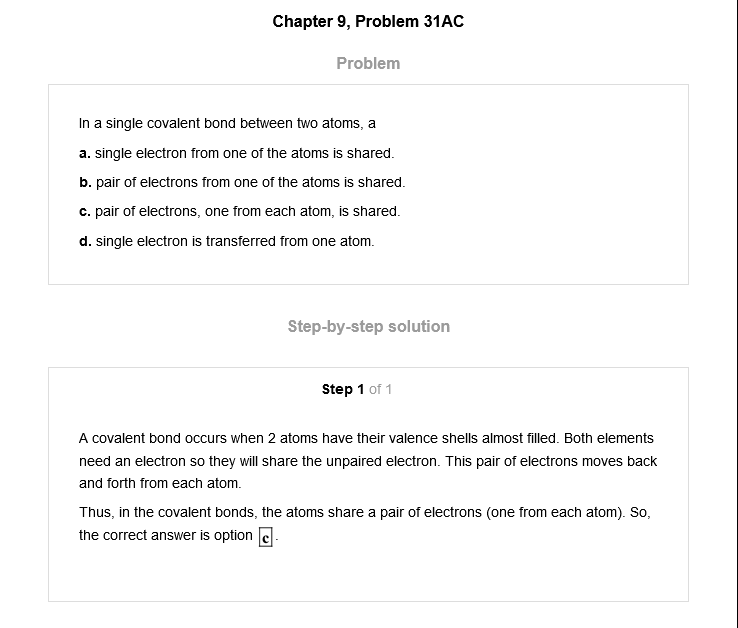 Chapter 9, Problem 31AC
Problem
In a single covalent bond between two atoms, a
a. single electron from one of the atoms is shared.
b. pair of electrons from one of the atoms is shared.
c. pair of electrons, one from each atom, is shared.
d. single electron is transferred from one atom.
Step-by-step solution
Step 1 of 1
A covalent bond occurs when 2 atoms have their valence shells almost filled. Both elements
need an electron so they will share the unpaired electron. This pair of electrons moves back
and forth from each atom.
Thus, in the covalent bonds, the atoms share a pair of electrons (one from each atom). So,
the correct answer is option c.